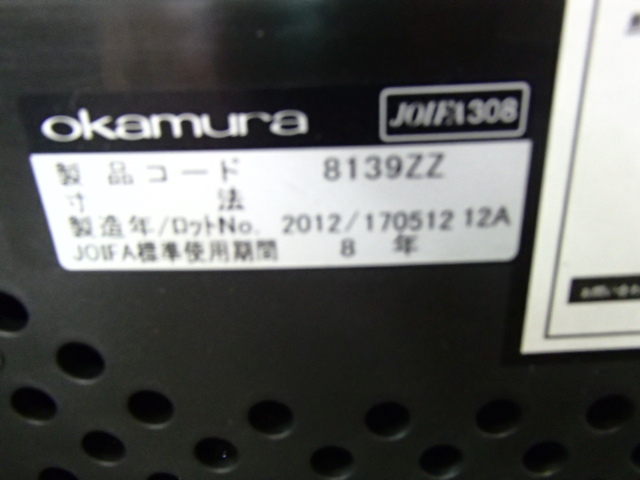 okamura
JOIFA308
製品コード 8139ZZ
寸 法
製造年/ロットNo. 2012/170512 12A
JOIFA標準使用期間 8 年